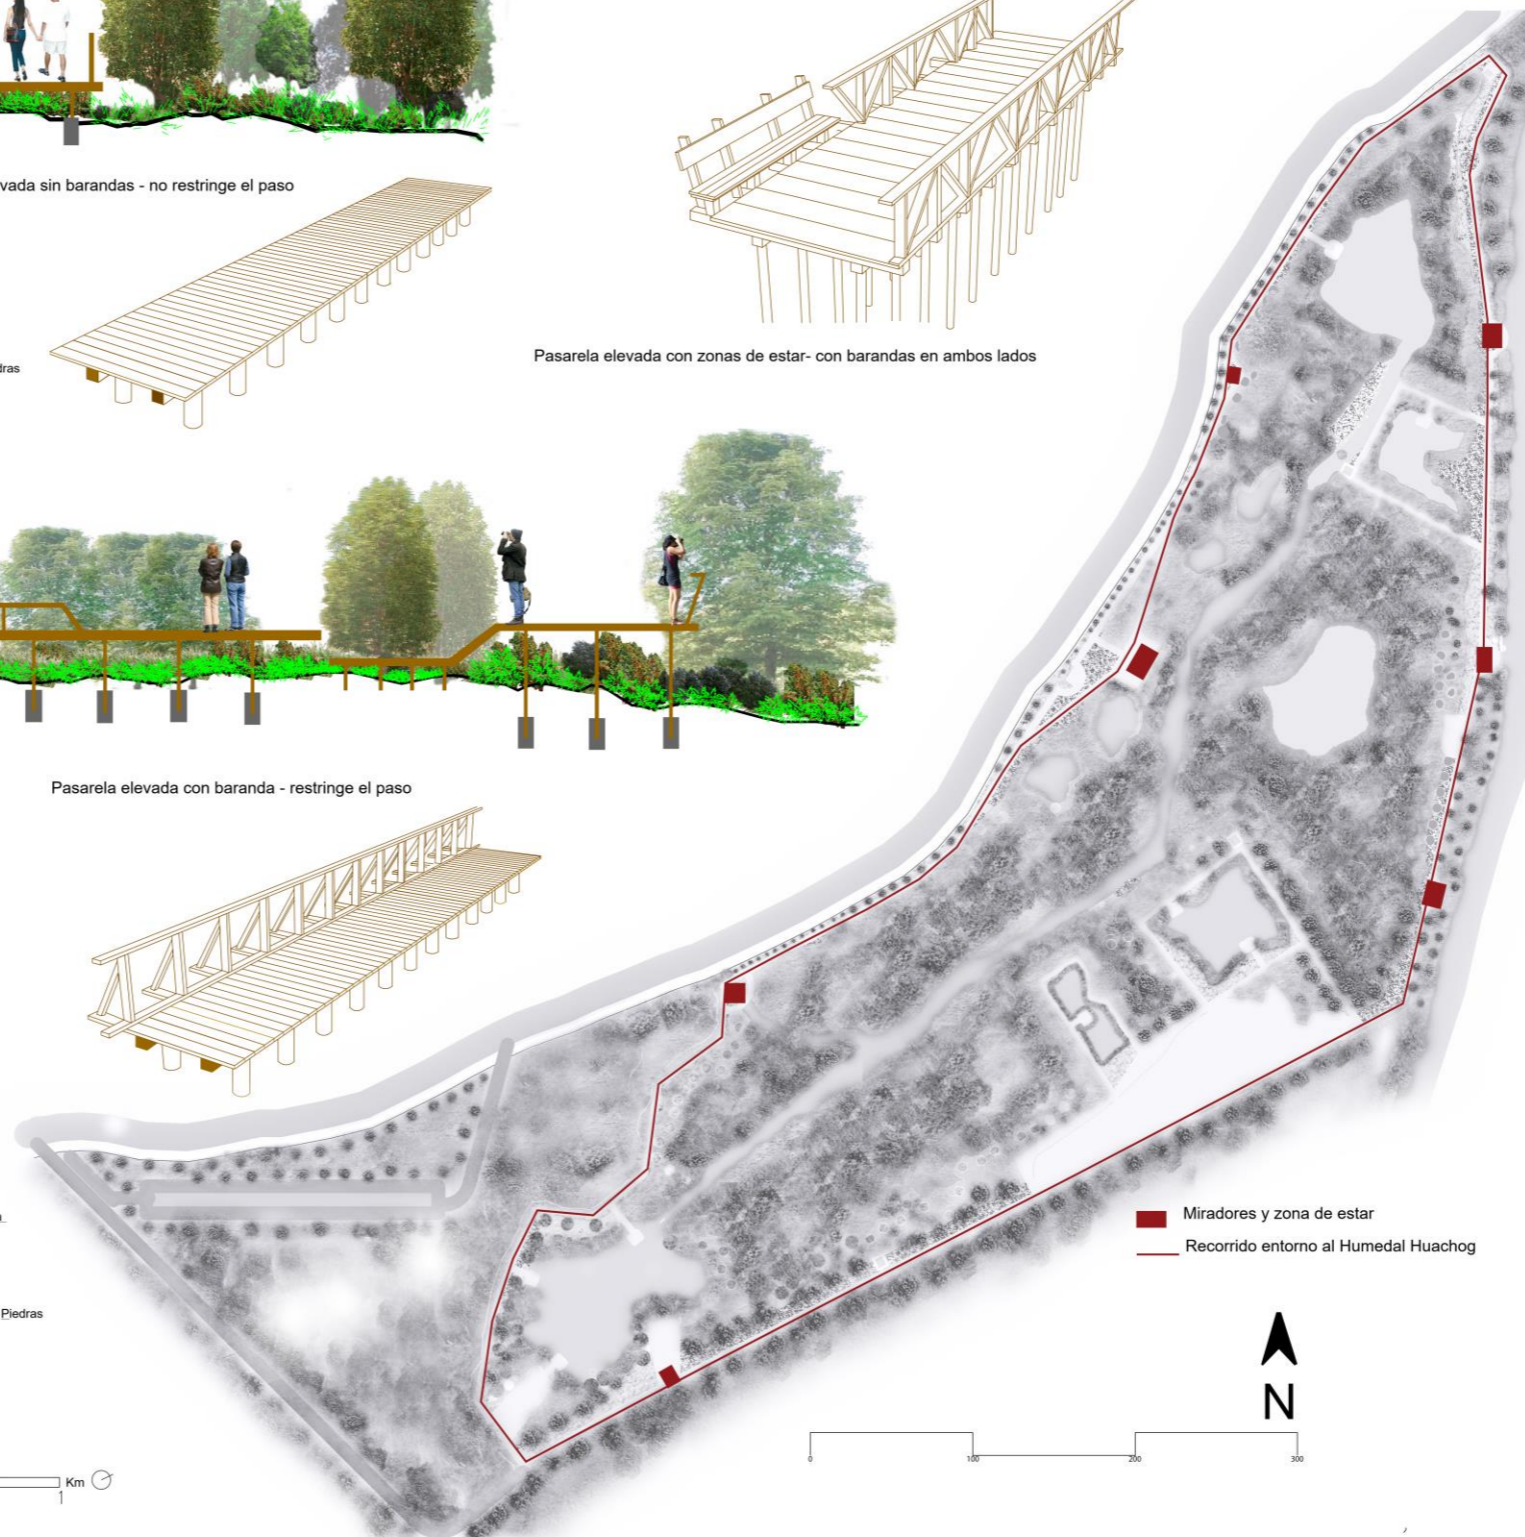 vada sin barandas - no restringe el paso
dras
Pasarela elevada con zonas de estar- con barandas en ambos lados
Pasarela elevada con baranda - restringe el paso
Miradores y zona de estar
Recorrido entorno al Humedal Huachog
Piedras
N
0 100 200 300
Km
1